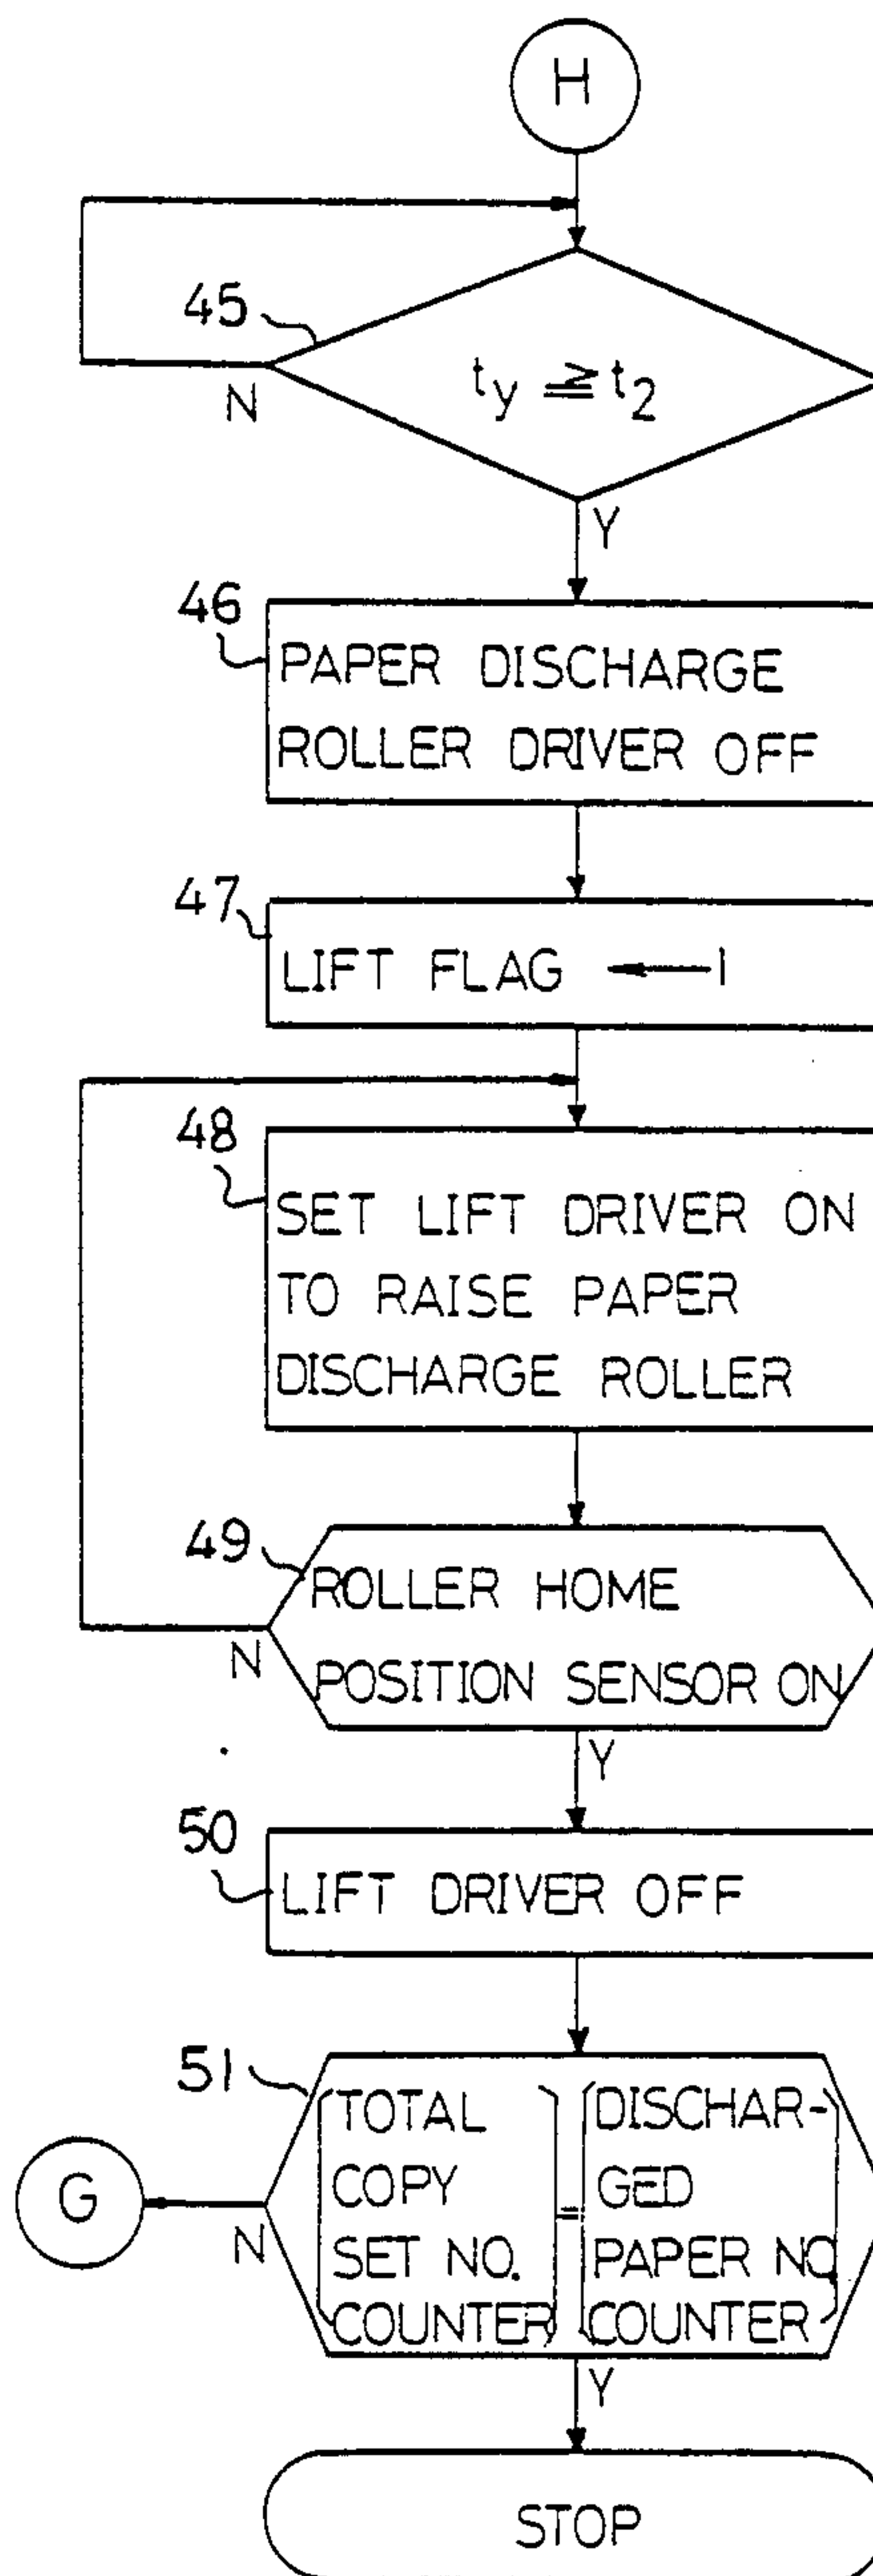 H
45
t_y ≧ t_2
N
Y
46
PAPER DISCHARGE
ROLLER DRIVER OFF
47
LIFT FLAG ← 1
48
SET LIFT DRIVER ON
TO RAISE PAPER
DISCHARGE ROLLER
49
ROLLER HOME
POSITION SENSOR ON
N
Y
50
LIFT DRIVER OFF
51
TOTAL
COPY
SET NO.
COUNTER
=
DISCHAR-
GED
PAPER NO.
COUNTER
G
N
Y
STOP